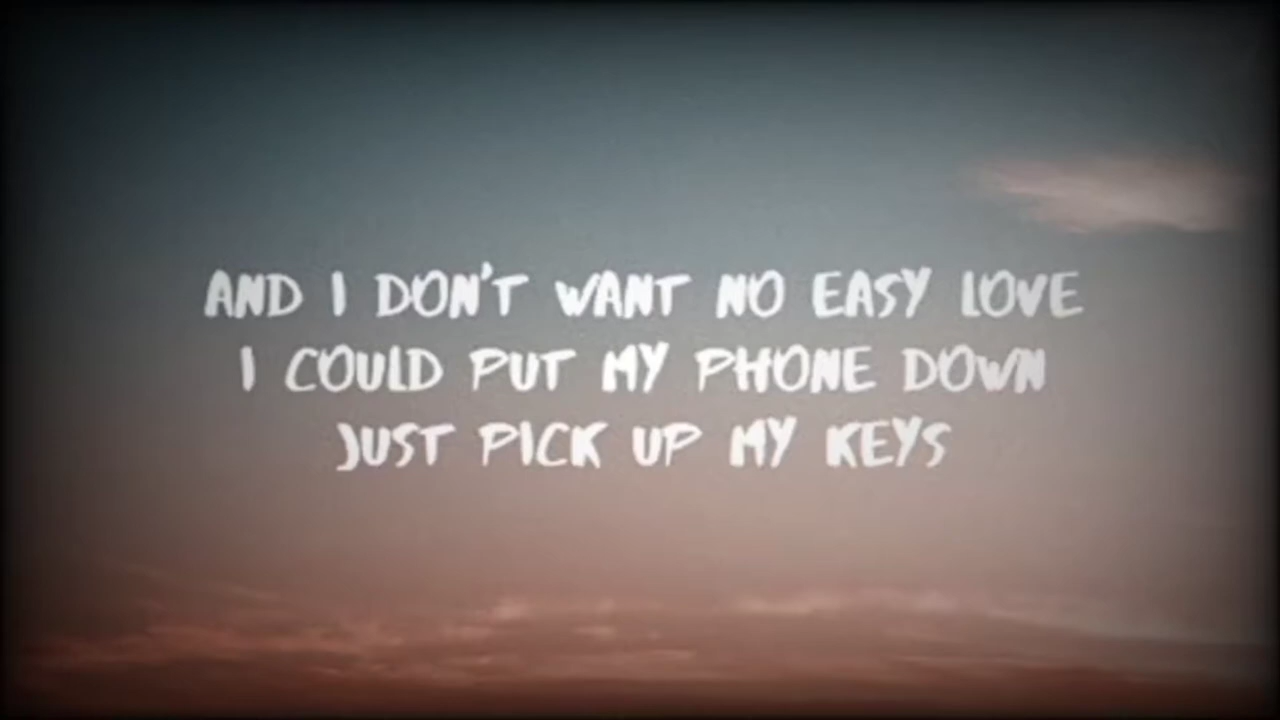 AND I DON'T WANT NO EASY LOVE
I COULD PUT MY PHONE DOWN
JUST PICK UP MY KEYS